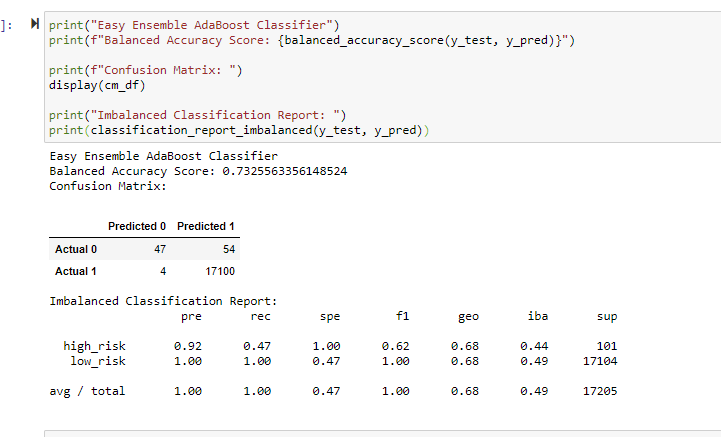 ]:
print("Easy Ensemble AdaBoost Classifier")
print(f"Balanced Accuracy Score: {balanced_accuracy_score(y_test, y_pred)}")
print(f"Confusion Matrix: ")
display(cm_df)
print("Imbalanced Classification Report: ")
print(classification_report_imbalanced(y_test, y_pred))
Easy Ensemble AdaBoost Classifier
Balanced Accuracy Score: 0.7325563356148524
Confusion Matrix:
Predicted 0 Predicted 1
Actual 0 47 54
Actual 1 4 17100
Imbalanced Classification Report:
pre rec spe f1 geo iba sup
high_risk 0.92 0.47 1.00 0.62 0.68 0.44 101
low_risk 1.00 1.00 0.47 1.00 0.68 0.49 17104
avg / total 1.00 1.00 0.47 1.00 0.68 0.49 17205